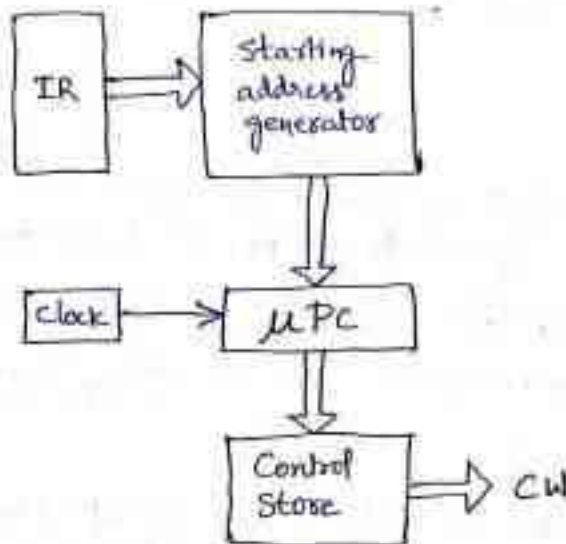 IR
Starting
address
generator
Clock
μPC
Control
Store
CW